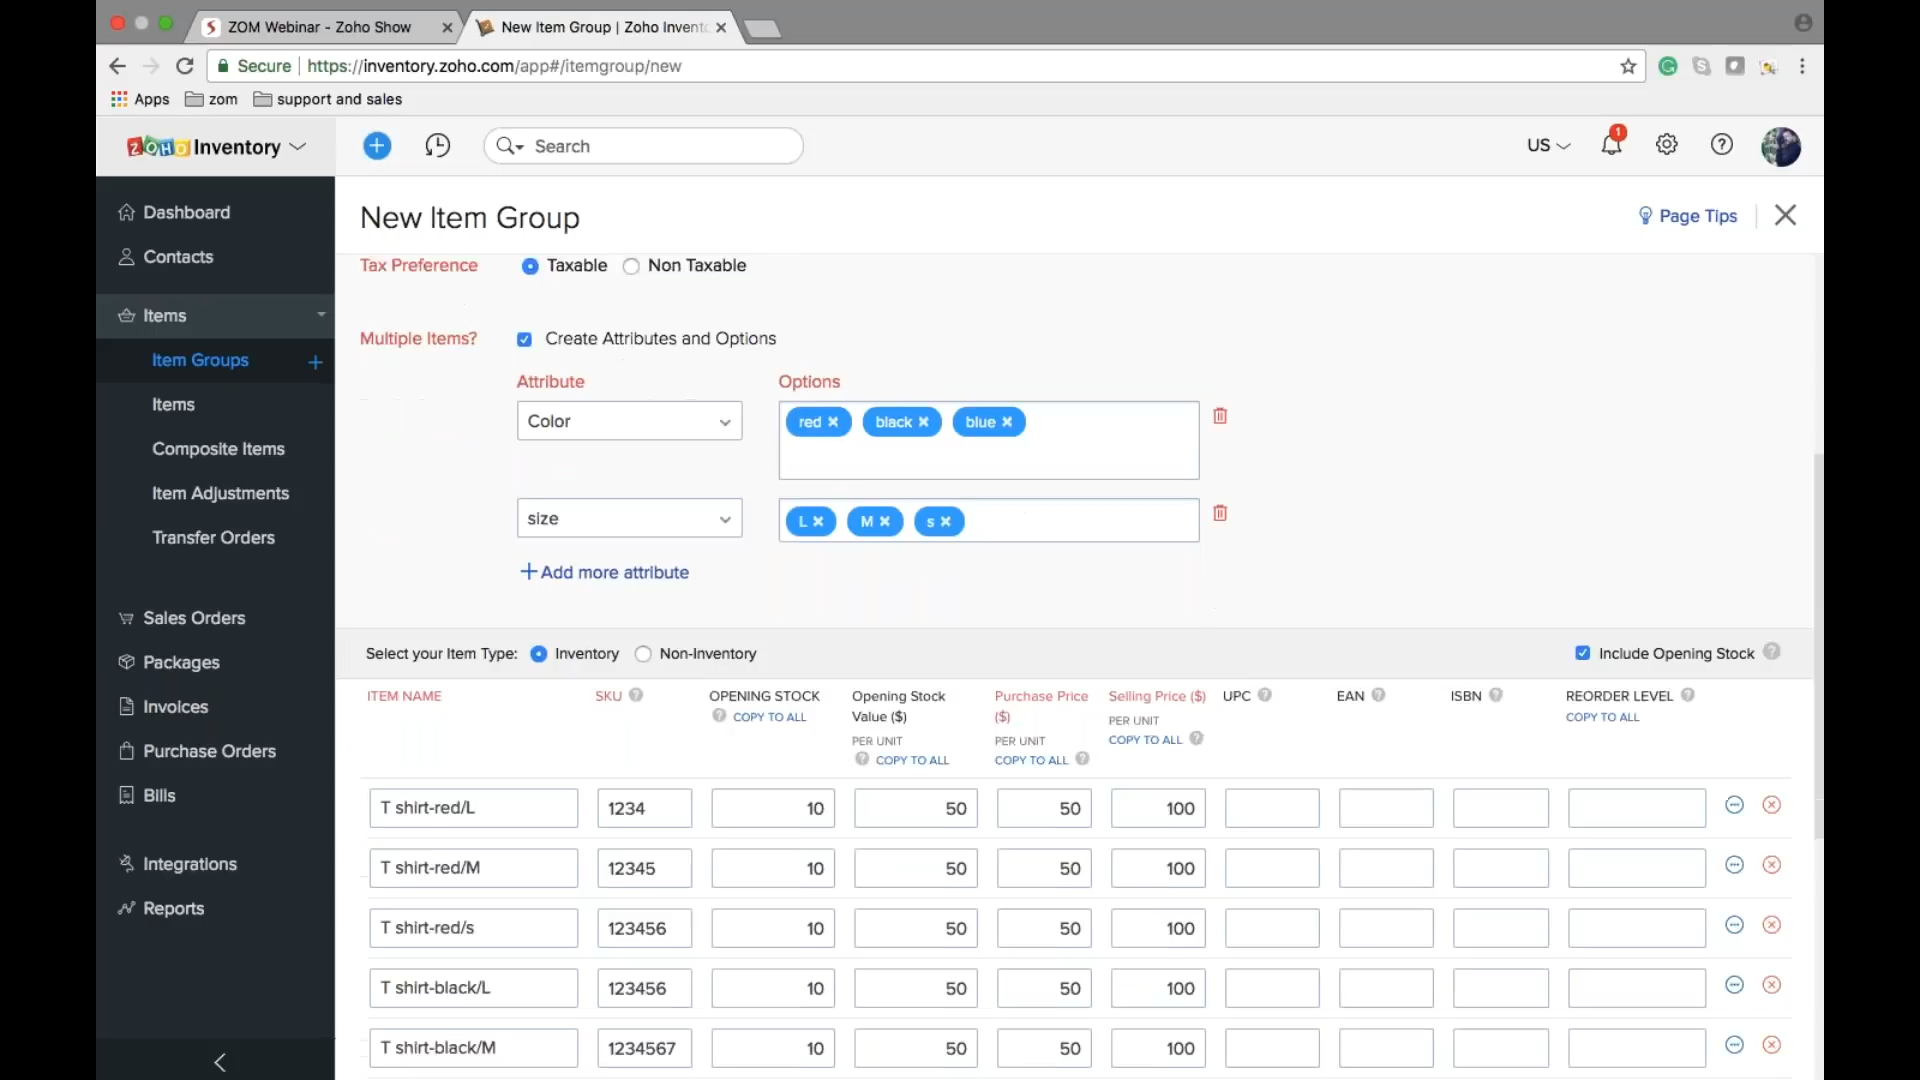 ZOM Webinar - Zoho Show
New Item Group | Zoho Invent
Secure https://inventory.zoho.com/app#/itemgroup/new
Apps zom support and sales
ZOHO Inventory
Search
US
1
Dashboard
Contacts
Items
Item Groups
Items
Composite Items
Item Adjustments
Transfer Orders
Sales Orders
Packages
Invoices
Purchase Orders
Bills
Integrations
Reports
New Item Group
Page Tips
Tax Preference Taxable Non Taxable
Multiple Items? Create Attributes and Options
Attribute Options
Color red black blue
size L M s
+ Add more attribute
Select your Item Type: Inventory Non-Inventory Include Opening Stock
ITEM NAME SKU OPENING STOCK COPY TO ALL Opening Stock Value ($) PER UNIT COPY TO ALL Purchase Price ($) PER UNIT COPY TO ALL Selling Price ($) PER UNIT COPY TO ALL UPC EAN ISBN REORDER LEVEL COPY TO ALL
T shirt-red/L 1234 10 50 50 100
T shirt-red/M 12345 10 50 50 100
T shirt-red/s 123456 10 50 50 100
T shirt-black/L 123456 10 50 50 100
T shirt-black/M 1234567 10 50 50 100